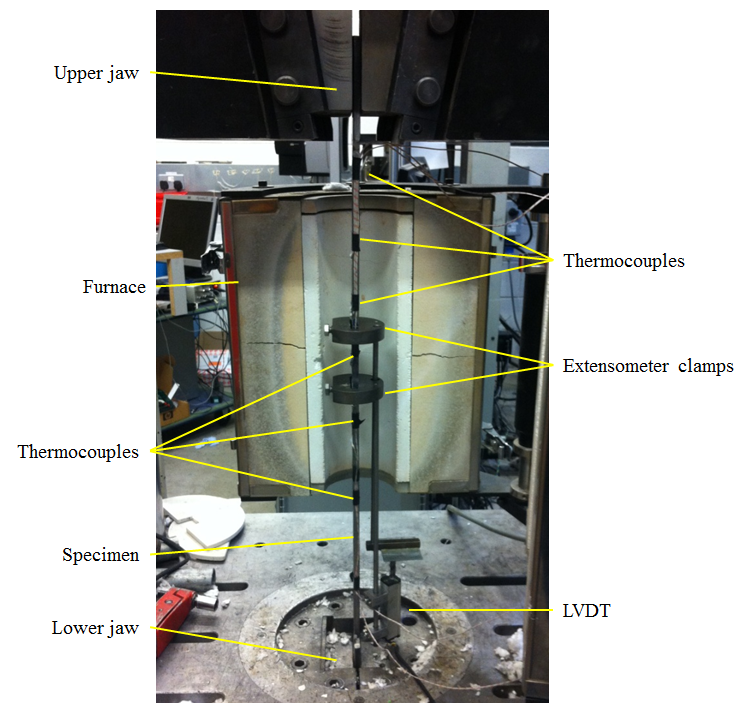 Upper jaw
Thermocouples
Furnace
Extensometer clamps
Thermocouples
Specimen
LVDT
Lower jaw